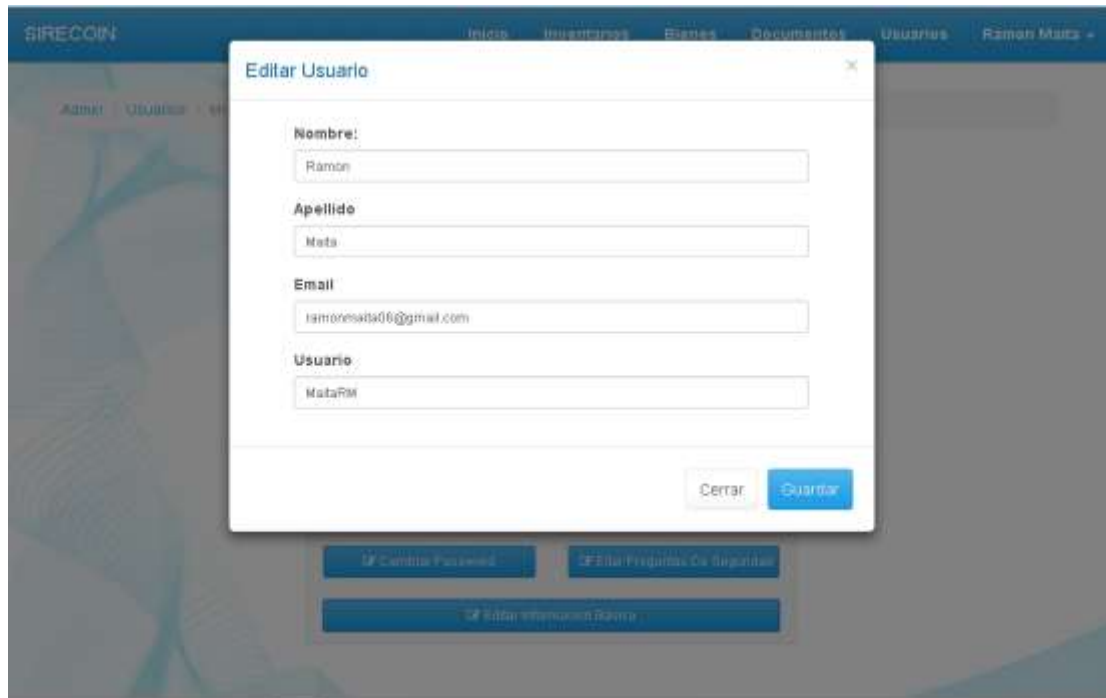 SIRECOIN Inicio Inventarios Bienes Documentos Usuarios Ramon Maita
Editar Usuario ×
Admin / Usuarios /
Nombre:
Ramon
Apellido
Maita
Email
ramonmaita06@gmail.com
Usuario
MaitaRM
Cerrar Guardar
Cambiar Password Editar Preguntas De Seguridad
Editar Informacion Basica